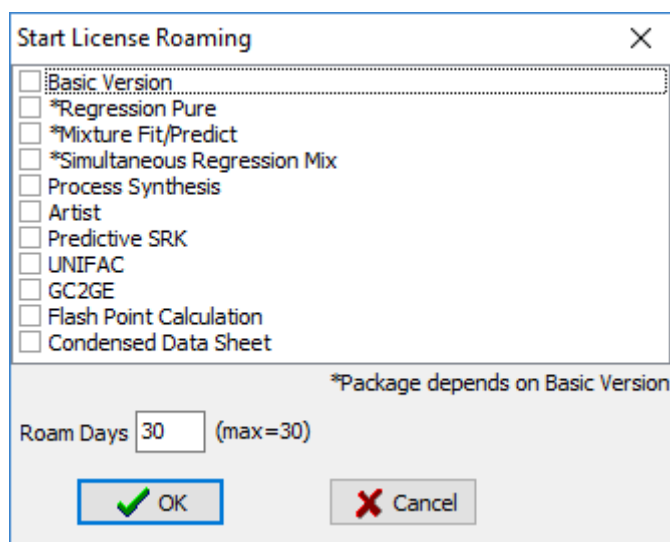 Start License Roaming
Basic Version
*Regression Pure
*Mixture Fit/Predict
*Simultaneous Regression Mix
Process Synthesis
Artist
Predictive SRK
UNIFAC
GC2GE
Flash Point Calculation
Condensed Data Sheet
*Package depends on Basic Version
Roam Days 30 (max=30)
OK Cancel